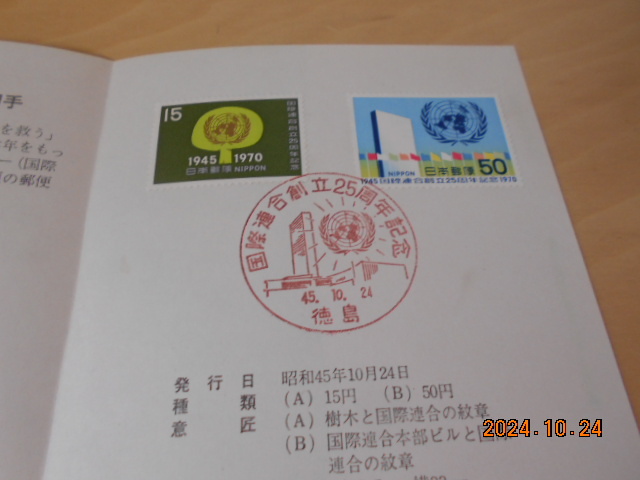 手
を救う」
年をもっ
ー(国際
の郵便
15
国際連合創立25周年記念
1945 1970
日本郵便 NIPPON
NIPPON 日本郵便 50
1945国際連合創立25周年記念1970
国際連合創立25周年記念
45.10.24
徳島
発行日 昭和45年10月24日
種類 (A) 15円 (B) 50円
意匠 (A) 樹木と国際連合の紋章
(B) 国際連合本部ビルと国際
連合の紋章
2024.10.24